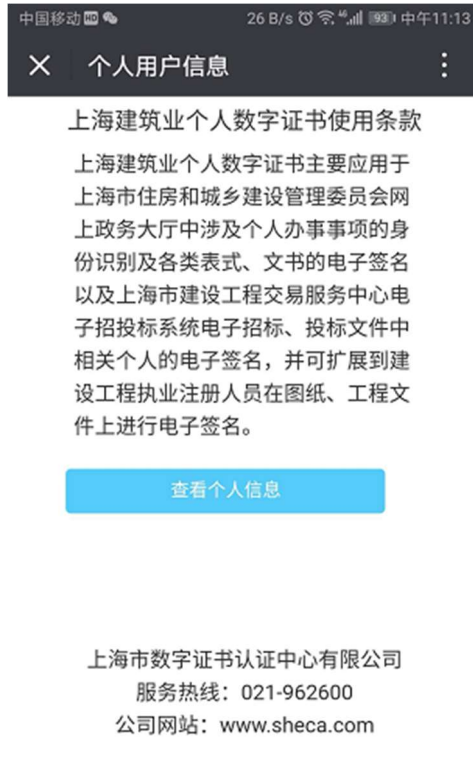 中国移动 HD 26 B/s 46 93 中午11:13
个人用户信息
上海建筑业个人数字证书使用条款
上海建筑业个人数字证书主要应用于
上海市住房和城乡建设管理委员会网
上政务大厅中涉及个人办事事项的身
份识别及各类表式、文书的电子签名
以及上海市建设工程交易服务中心电
子招投标系统电子招标、投标文件中
相关个人的电子签名，并可扩展到建
设工程执业注册人员在图纸、工程文
件上进行电子签名。
查看个人信息
上海市数字证书认证中心有限公司
服务热线：021-962600
公司网站：www.sheca.com